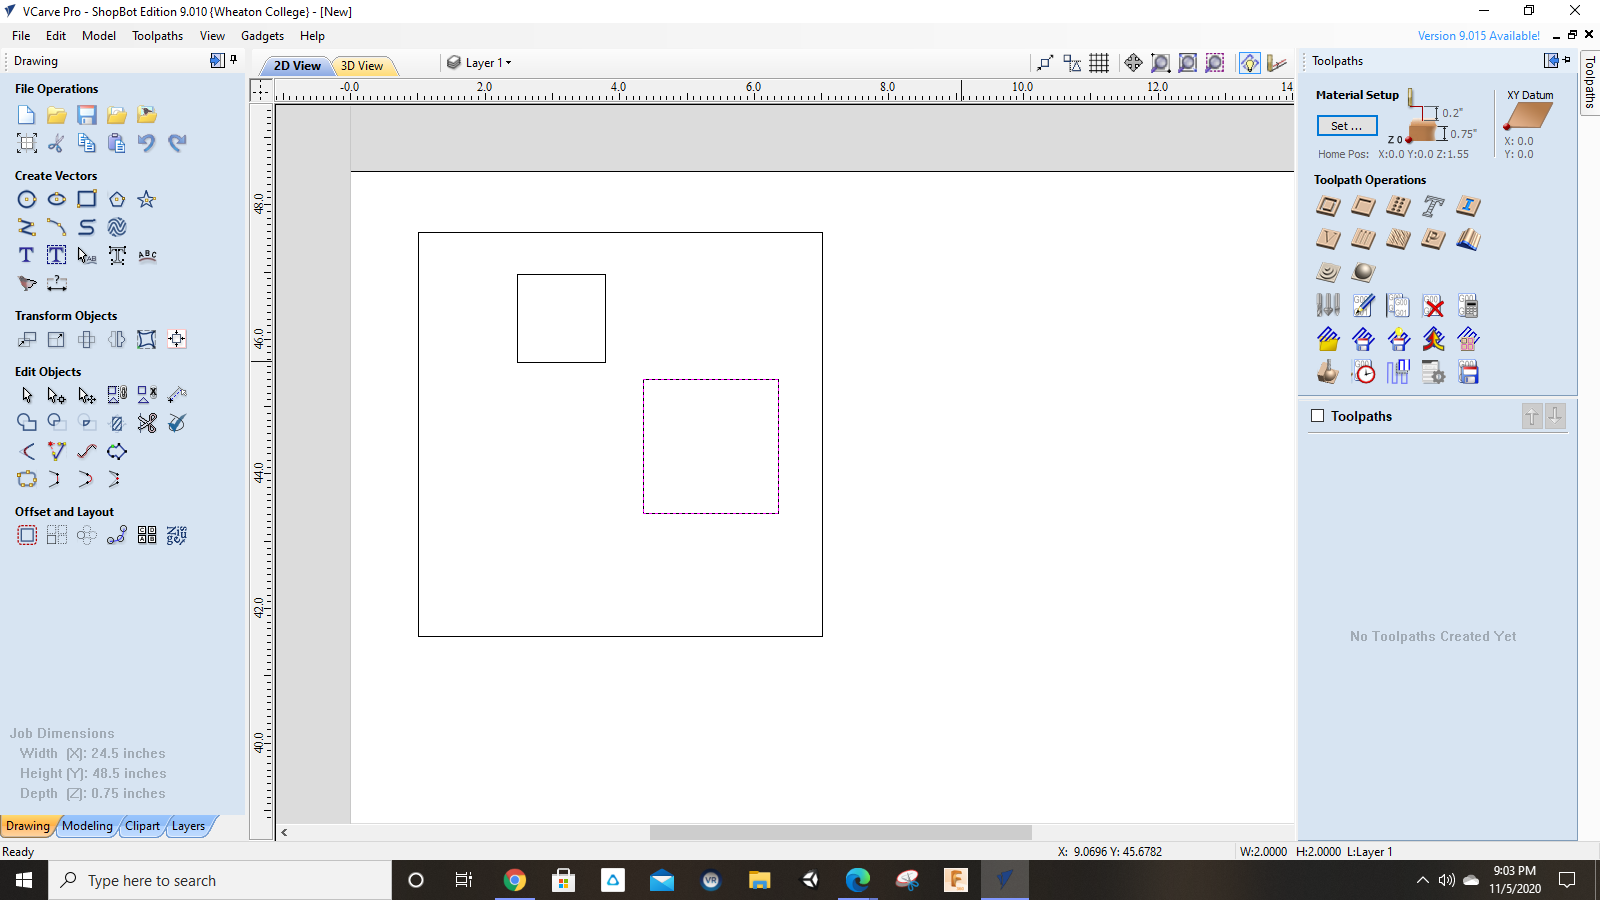 VCarve Pro - ShopBot Edition 9.010 {Wheaton College} - [New]
File Edit Model Toolpaths View Gadgets Help
Version 9.015 Available!
Drawing
2D View 3D View
Layer 1
Toolpaths
Toolpaths
File Operations
-0.0 2.0 4.0 6.0 8.0 10.0 12.0 14
Material Setup
Set ...
0.2"
0.75"
Z 0
Home Pos: X:0.0 Y:0.0 Z:1.55
XY Datum
X: 0.0
Y: 0.0
Create Vectors
Toolpath Operations
48.0
46.0
44.0
42.0
40.0
Transform Objects
Edit Objects
Offset and Layout
Toolpaths
No Toolpaths Created Yet
Job Dimensions
Width (X): 24.5 inches
Height (Y): 48.5 inches
Depth (Z): 0.75 inches
Drawing Modeling Clipart Layers
Ready
X: 9.0696 Y: 45.6782
W:2.0000 H:2.0000 L:Layer 1
Type here to search
9:03 PM
11/5/2020